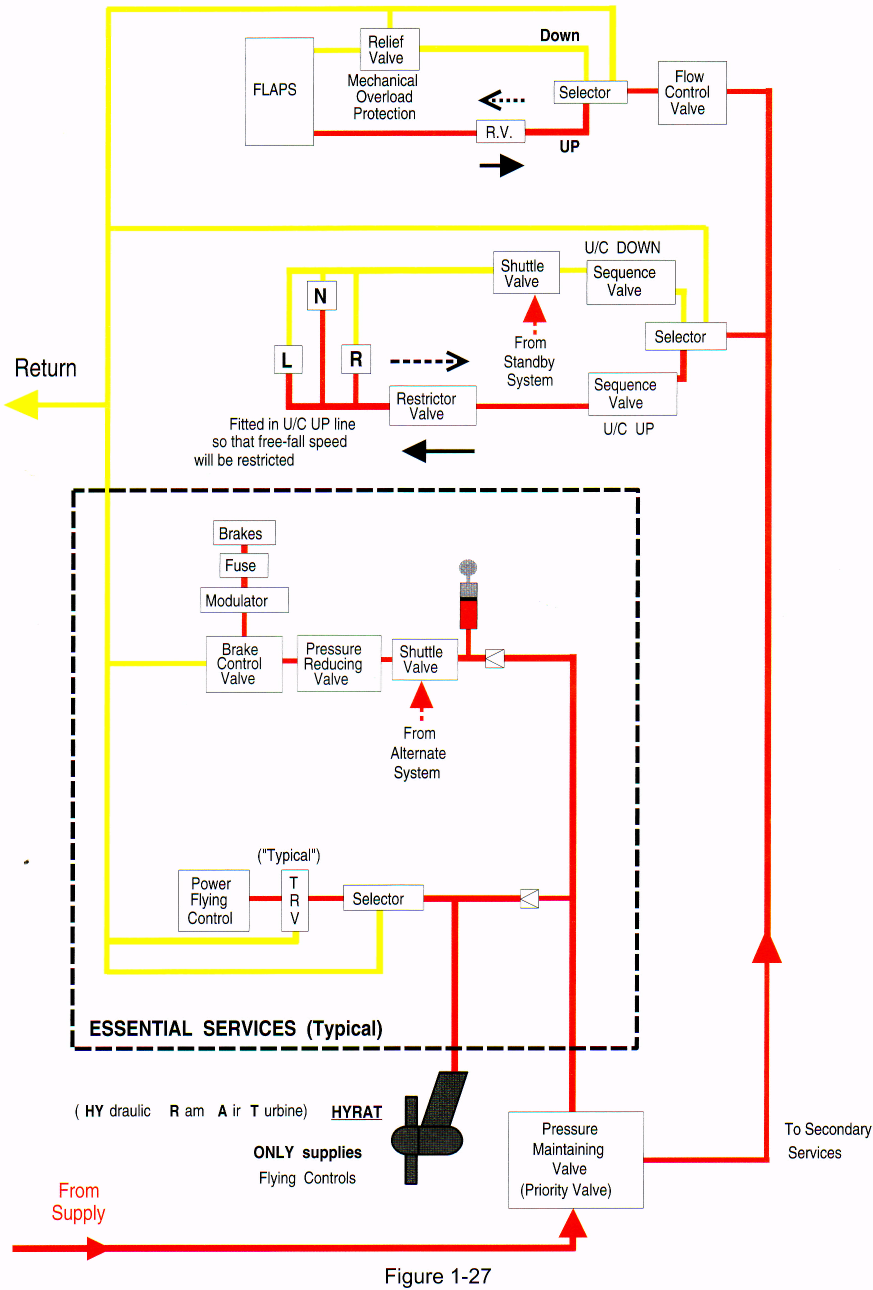 Down
Relief
Valve
FLAPS
Mechanical
Overload
Protection
Selector
Flow
Control
Valve
R.V.
UP
U/C DOWN
Shuttle
Valve
Sequence
Valve
N
L
R
From
Standby
System
Selector
Return
Restrictor
Valve
Sequence
Valve
U/C UP
Fitted in U/C UP line
so that free-fall speed
will be restricted
Brakes
Fuse
Modulator
Brake
Control
Valve
Pressure
Reducing
Valve
Shuttle
Valve
From
Alternate
System
("Typical")
Power
Flying
Control
T
R
V
Selector
ESSENTIAL SERVICES (Typical)
( HY draulic R am A ir T urbine) HYRAT
ONLY supplies
Flying Controls
Pressure
Maintaining
Valve
(Priority Valve)
To Secondary
Services
From
Supply
Figure 1-27